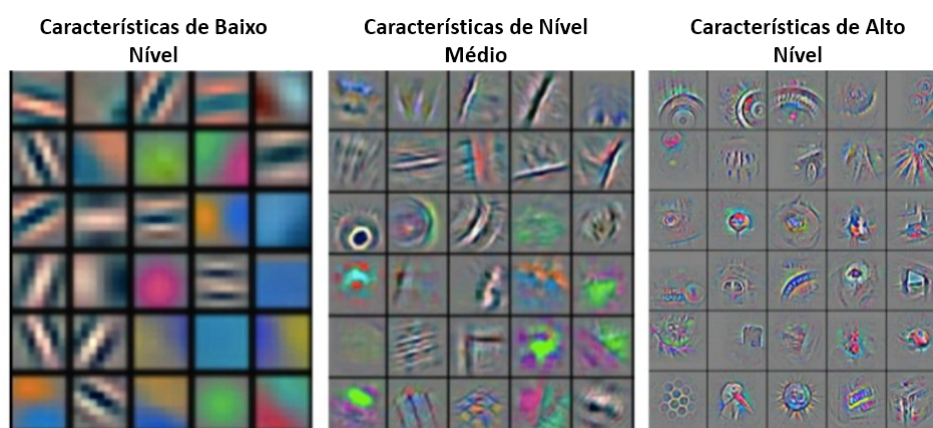 Características de Baixo
Nível
Características de Nível
Médio
Características de Alto
Nível